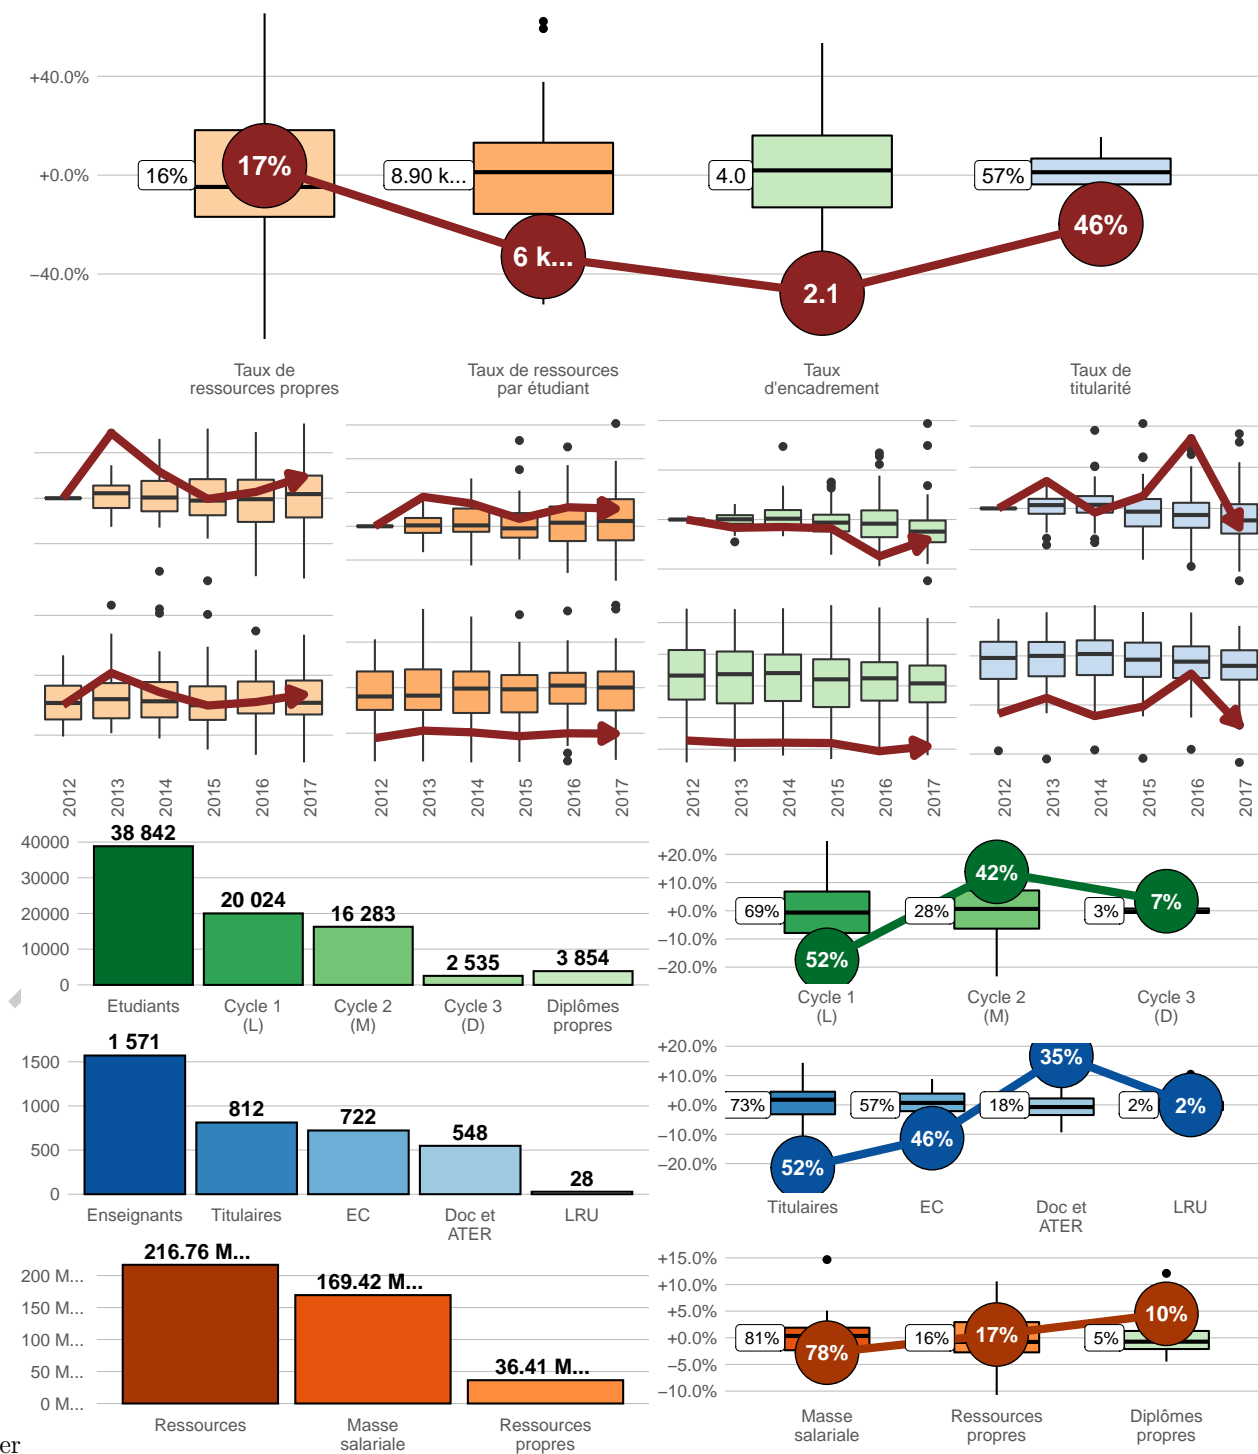 +40.0%
+0.0%
−40.0%
16%
17%
8.90 k...
6 k...
4.0
2.1
57%
46%
Taux de
ressources propres
Taux de ressources
par étudiant
Taux
d'encadrement
Taux de
titularité
2012 2013 2014 2015 2016 2017
2012 2013 2014 2015 2016 2017
2012 2013 2014 2015 2016 2017
2012 2013 2014 2015 2016 2017
40000
30000
20000
10000
0
38 842
20 024
16 283
2 535
3 854
Etudiants
Cycle 1
(L)
Cycle 2
(M)
Cycle 3
(D)
Diplômes
propres
+20.0%
+10.0%
+0.0%
−10.0%
−20.0%
69%
52%
28%
42%
3%
7%
Cycle 1
(L)
Cycle 2
(M)
Cycle 3
(D)
1500
1000
500
0
1 571
812
722
548
28
Enseignants
Titulaires
EC
Doc et
ATER
LRU
+20.0%
+10.0%
+0.0%
−10.0%
−20.0%
73%
52%
57%
46%
18%
35%
2%
2%
Titulaires
EC
Doc et
ATER
LRU
200 M...
150 M...
100 M...
50 M...
0 M...
216.76 M...
169.42 M...
36.41 M...
Ressources
Masse
salariale
Ressources
propres
+15.0%
+10.0%
+5.0%
+0.0%
−5.0%
−10.0%
81%
78%
16%
17%
5%
10%
Masse
salariale
Ressources
propres
Diplômes
propres
er